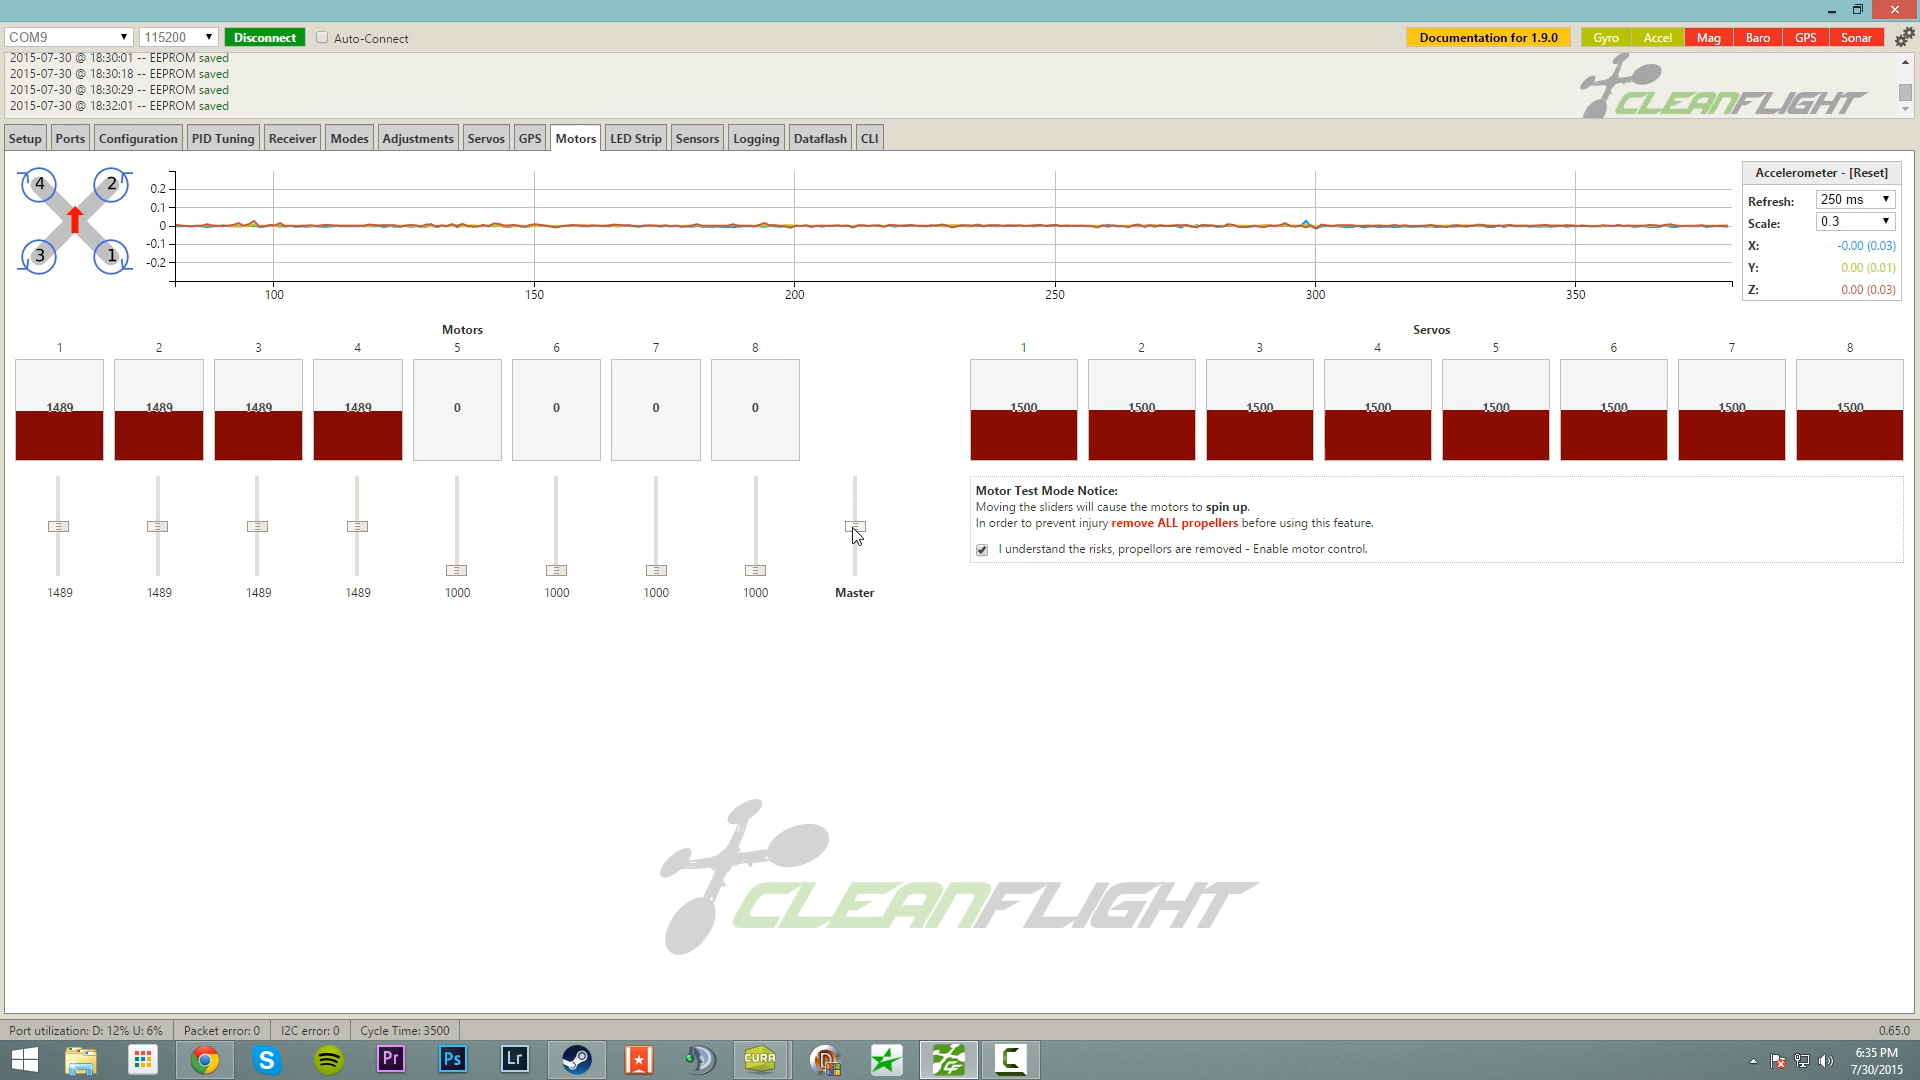 COM9 115200 Disconnect Auto-Connect Documentation for 1.9.0 Gyro Accel Mag Baro GPS Sonar
2015-07-30 @ 18:30:01 -- EEPROM saved
2015-07-30 @ 18:30:18 -- EEPROM saved
2015-07-30 @ 18:30:29 -- EEPROM saved
2015-07-30 @ 18:32:01 -- EEPROM saved
CLEANFLIGHT
Setup Ports Configuration PID Tuning Receiver Modes Adjustments Servos GPS Motors LED Strip Sensors Logging Dataflash CLI
4 2
3 1
0.2
0.1
0
-0.1
-0.2
100 150 200 250 300 350
Accelerometer - [Reset]
Refresh: 250 ms
Scale: 0.3
X: -0.00 (0.03)
Y: 0.00 (0.01)
Z: 0.00 (0.03)
Motors
1 2 3 4 5 6 7 8
1489 1489 1489 1489 0 0 0 0
1489 1489 1489 1489 1000 1000 1000 1000 Master
Servos
1 2 3 4 5 6 7 8
1500 1500 1500 1500 1500 1500 1500 1500
Motor Test Mode Notice:
Moving the sliders will cause the motors to spin up.
In order to prevent injury remove ALL propellers before using this feature.
I understand the risks, propellors are removed - Enable motor control.
CLEANFLIGHT
Port utilization: D: 12% U: 6% Packet error: 0 I2C error: 0 Cycle Time: 3500 0.65.0
S Pr Ps Lr CURA CF C
6:35 PM
7/30/2015